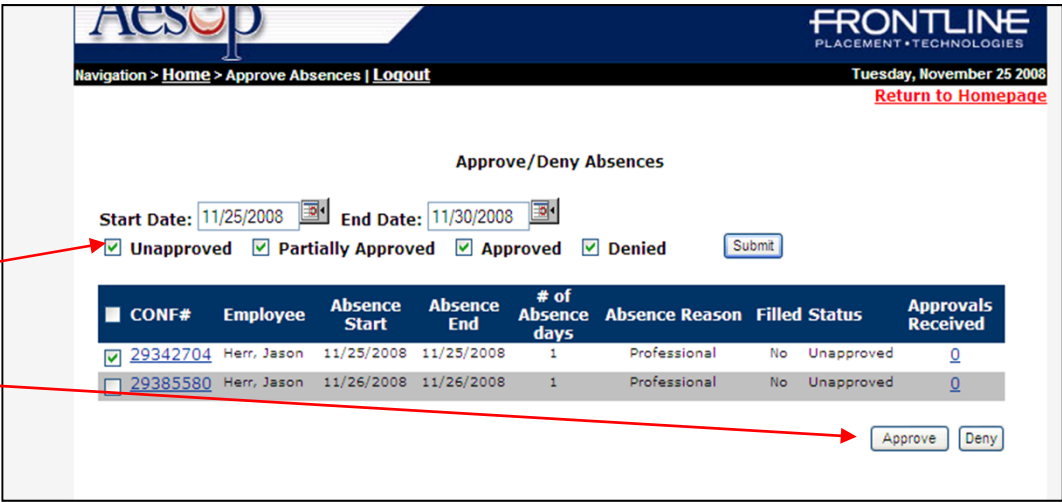 Aesop
FRONTLINE
PLACEMENT • TECHNOLOGIES
Navigation > Home > Approve Absences | Logout
Tuesday, November 25 2008
Return to Homepage
Approve/Deny Absences
Start Date: 11/25/2008 End Date: 11/30/2008
Unapproved Partially Approved Approved Denied Submit
CONF# Employee Absence Start Absence End # of Absence days Absence Reason Filled Status Approvals Received
29342704 Herr, Jason 11/25/2008 11/25/2008 1 Professional No Unapproved 0
29385580 Herr, Jason 11/26/2008 11/26/2008 1 Professional No Unapproved 0
Approve Deny